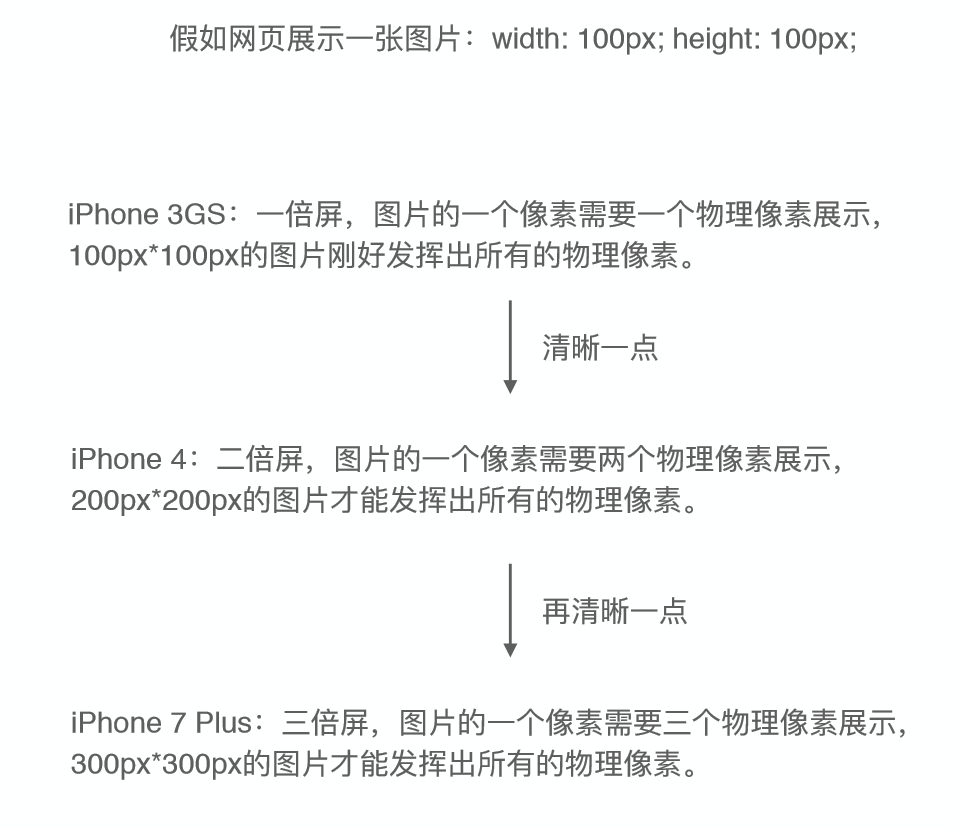 假如网页展示一张图片：width: 100px; height: 100px;
iPhone 3GS：一倍屏，图片的一个像素需要一个物理像素展示，
100px*100px的图片刚好发挥出所有的物理像素。
清晰一点
iPhone 4：二倍屏，图片的一个像素需要两个物理像素展示，
200px*200px的图片才能发挥出所有的物理像素。
再清晰一点
iPhone 7 Plus：三倍屏，图片的一个像素需要三个物理像素展示，
300px*300px的图片才能发挥出所有的物理像素。